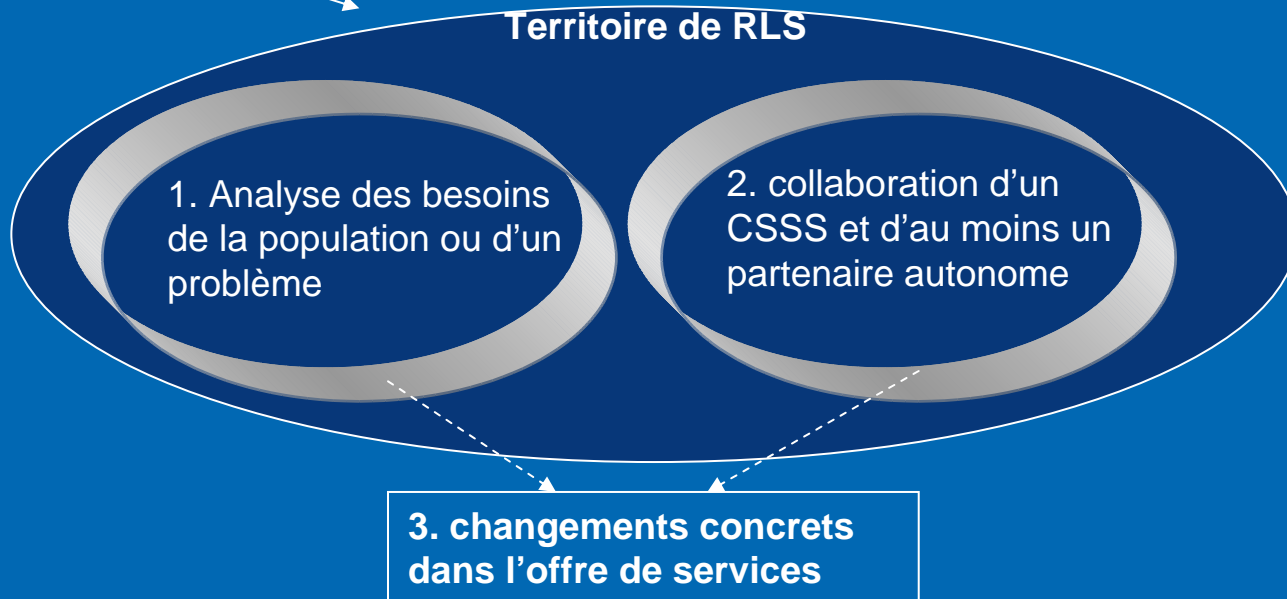 Territoire de RLS
1. Analyse des besoins
de la population ou d’un
problème
2. collaboration d’un
CSSS et d’au moins un
partenaire autonome
3. changements concrets
dans l’offre de services